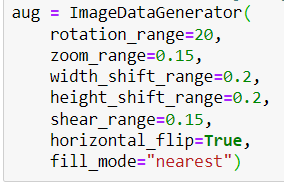 aug = ImageDataGenerator(
    rotation_range=20,
    zoom_range=0.15,
    width_shift_range=0.2,
    height_shift_range=0.2,
    shear_range=0.15,
    horizontal_flip=True,
    fill_mode="nearest")